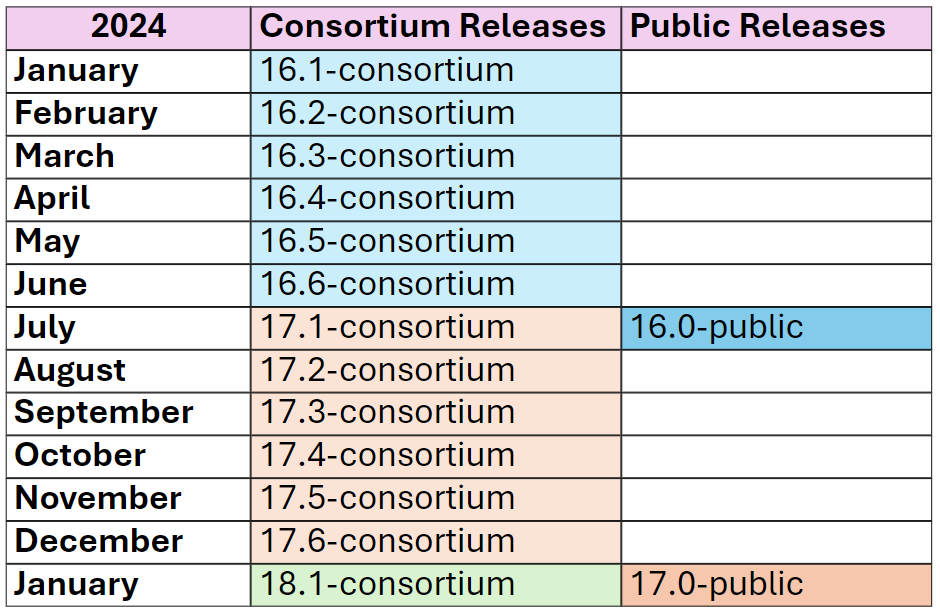 2024 Consortium Releases Public Releases
January 16.1-consortium
February 16.2-consortium
March 16.3-consortium
April 16.4-consortium
May 16.5-consortium
June 16.6-consortium
July 17.1-consortium 16.0-public
August 17.2-consortium
September 17.3-consortium
October 17.4-consortium
November 17.5-consortium
December 17.6-consortium
January 18.1-consortium 17.0-public